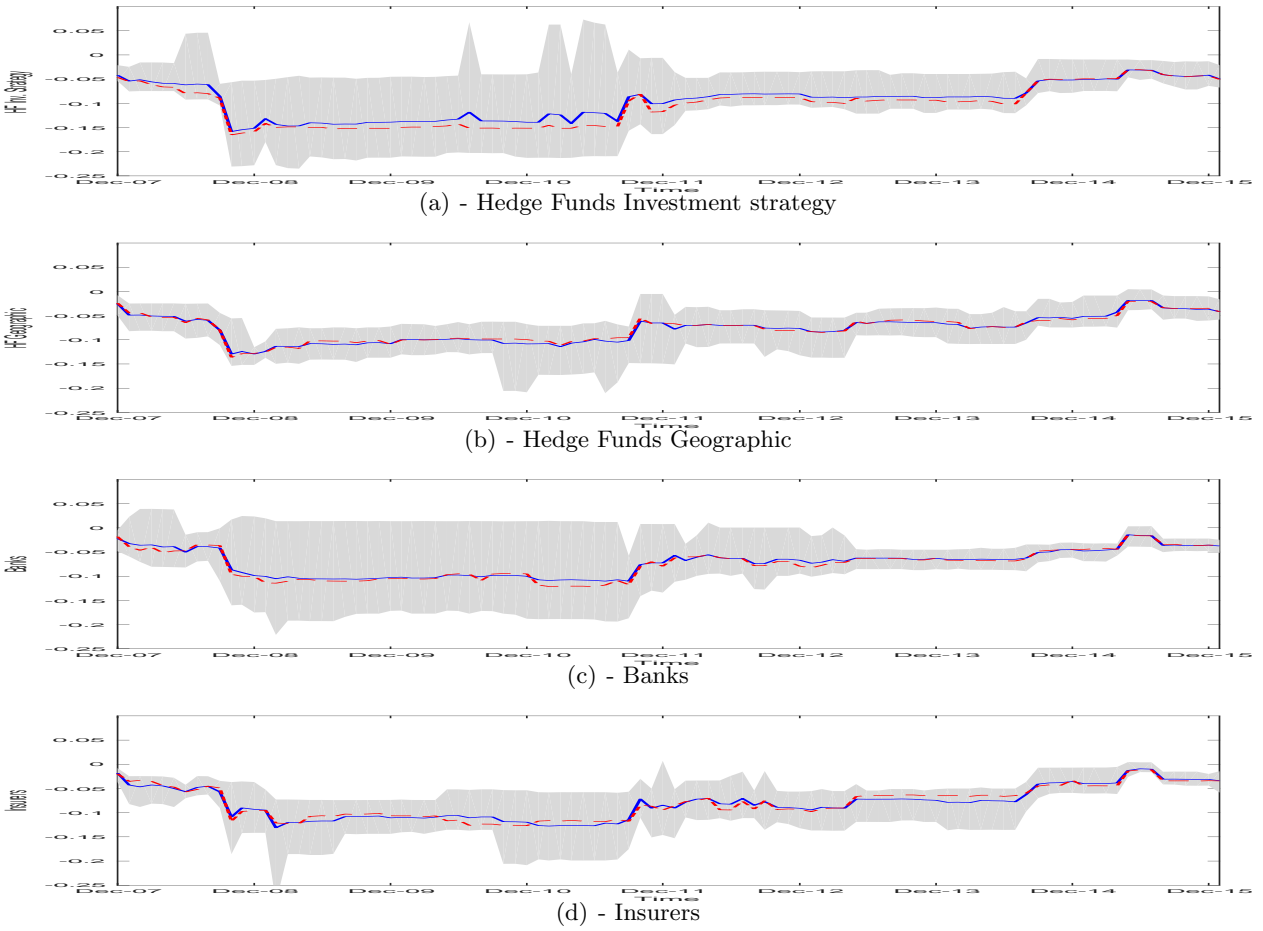 0.05
0
-0.05
-0.1
-0.15
-0.2
-0.25
HF Inv. Strategy
Dec-07 Dec-08 Dec-09 Dec-10 Dec-11 Dec-12 Dec-13 Dec-14 Dec-15
Time
(a) - Hedge Funds Investment strategy
0.05
0
-0.05
-0.1
-0.15
-0.2
-0.25
HF Geographic
Dec-07 Dec-08 Dec-09 Dec-10 Dec-11 Dec-12 Dec-13 Dec-14 Dec-15
Time
(b) - Hedge Funds Geographic
0.05
0
-0.05
-0.1
-0.15
-0.2
-0.25
Banks
Dec-07 Dec-08 Dec-09 Dec-10 Dec-11 Dec-12 Dec-13 Dec-14 Dec-15
Time
(c) - Banks
0.05
0
-0.05
-0.1
-0.15
-0.2
-0.25
Insuers
Dec-07 Dec-08 Dec-09 Dec-10 Dec-11 Dec-12 Dec-13 Dec-14 Dec-15
Time
(d) - Insurers